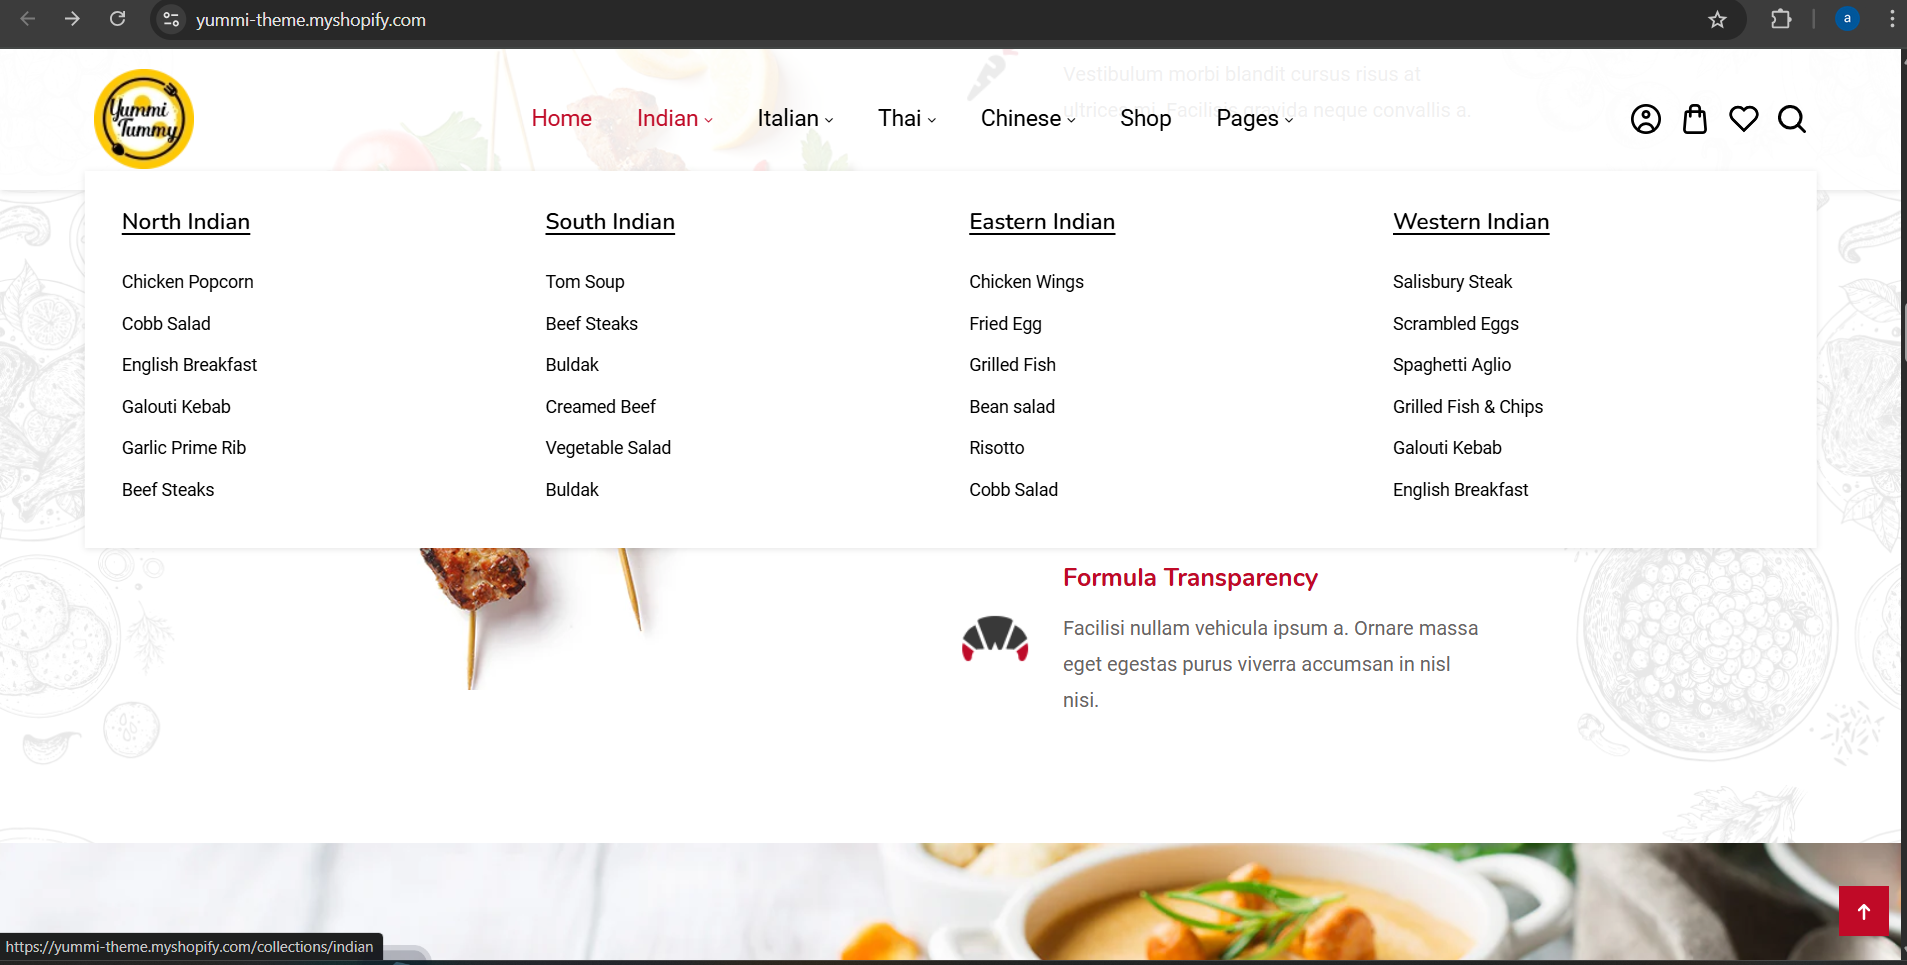 yummi-theme.myshopify.com
a
Vestibulum morbi blandit cursus risus at
ultrices mi. Facilisis gravida neque convallis a.
Yummi
Tummy
Home Indian Italian Thai Chinese Shop Pages
North Indian
Chicken Popcorn
Cobb Salad
English Breakfast
Galouti Kebab
Garlic Prime Rib
Beef Steaks
South Indian
Tom Soup
Beef Steaks
Buldak
Creamed Beef
Vegetable Salad
Buldak
Eastern Indian
Chicken Wings
Fried Egg
Grilled Fish
Bean salad
Risotto
Cobb Salad
Western Indian
Salisbury Steak
Scrambled Eggs
Spaghetti Aglio
Grilled Fish & Chips
Galouti Kebab
English Breakfast
Formula Transparency
Facilisi nullam vehicula ipsum a. Ornare massa
eget egestas purus viverra accumsan in nisl
nisi.
https://yummi-theme.myshopify.com/collections/indian